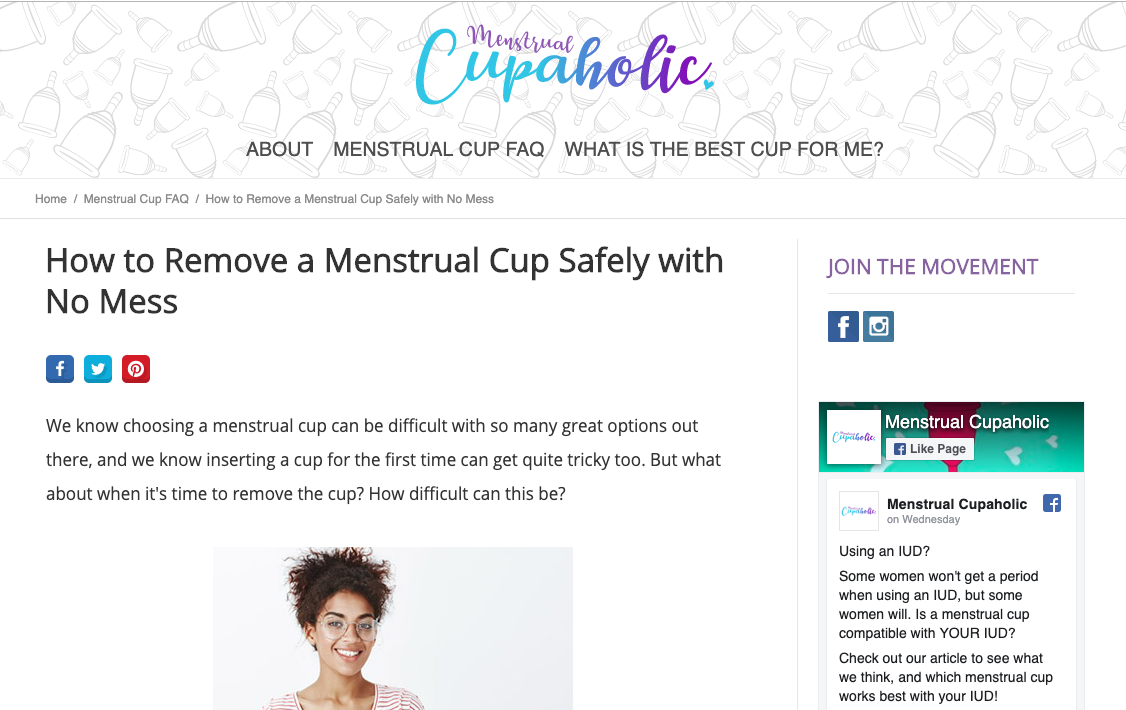 Menstrual
Cupaholic
ABOUT MENSTRUAL CUP FAQ WHAT IS THE BEST CUP FOR ME?
Home / Menstrual Cup FAQ / How to Remove a Menstrual Cup Safely with No Mess
How to Remove a Menstrual Cup Safely with
No Mess
We know choosing a menstrual cup can be difficult with so many great options out
there, and we know inserting a cup for the first time can get quite tricky too. But what
about when it's time to remove the cup? How difficult can this be?
JOIN THE MOVEMENT
Menstrual
Cupaholic
Menstrual Cupaholic
Like Page
Menstrual
Cupaholic
Menstrual Cupaholic
on Wednesday
Using an IUD?
Some women won't get a period
when using an IUD, but some
women will. Is a menstrual cup
compatible with YOUR IUD?
Check out our article to see what
we think, and which menstrual cup
works best with your IUD!